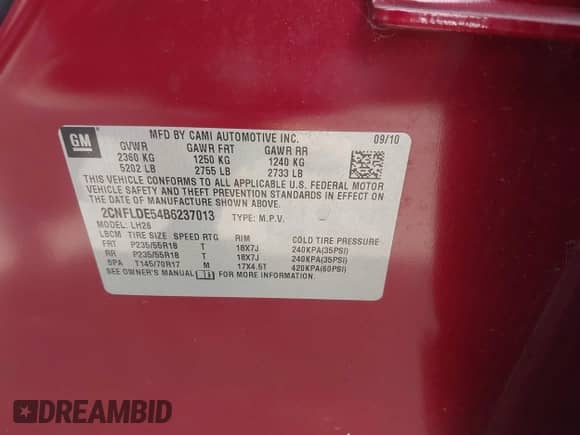 GM
MFD BY CAMI AUTOMOTIVE INC. 09/10
GVWR GAWR FRT GAWR RR
2360 KG 1250 KG 1240 KG
5202 LB 2755 LB 2733 LB
THIS VEHICLE CONFORMS TO ALL APPLICABLE U.S. FEDERAL MOTOR
VEHICLE SAFETY AND THEFT PREVENTION STANDARDS IN EFFECT ON
THE DATE OF MANUFACTURE SHOWN ABOVE.
2CNFLDE54B6237013 TYPE: M.P.V.
MODEL: LH26
LBCM TIRE SIZE SPEED RTG RIM COLD TIRE PRESSURE
FRT P235/55R18 T 18X7J 240KPA(35PSI)
RR P235/55R18 T 18X7J 240KPA(35PSI)
SPA T145/70R17 M 17X4.5T 420KPA(60PSI)
SEE OWNER'S MANUAL FOR MORE INFORMATION.
DREAMBID